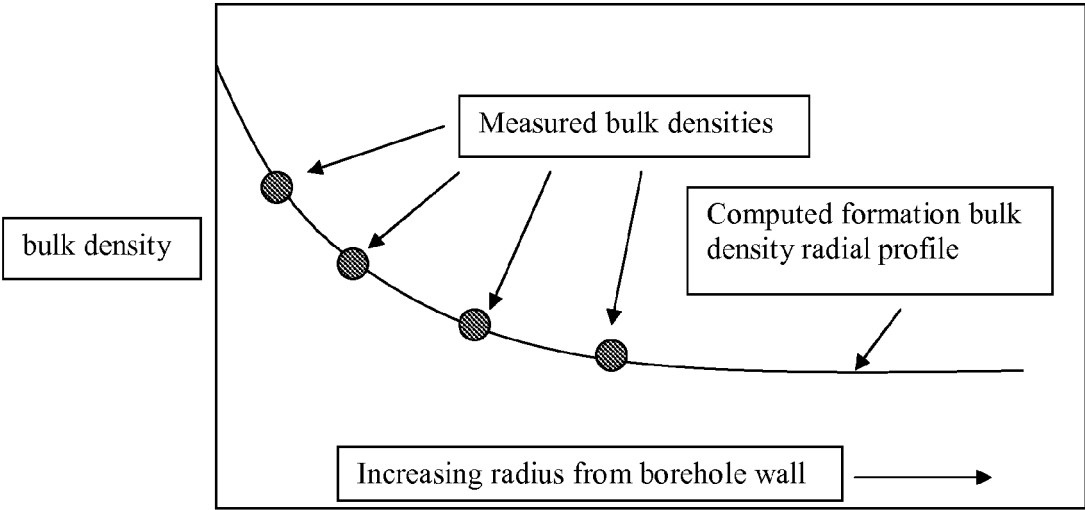 Measured bulk densities
Computed formation bulk
density radial profile
bulk density
Increasing radius from borehole wall